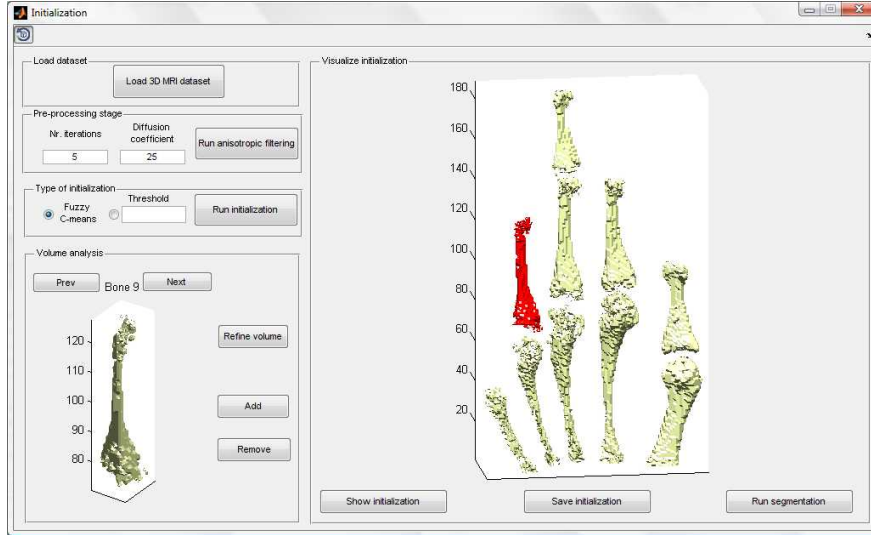 Initialization
Load dataset
Load 3D MRI dataset
Pre-processing stage
Nr. iterations
Diffusion
coefficient
5
25
Run anisotropic filtering
Type of initialization
Fuzzy
C-means
Threshold
Run initialization
Volume analysis
Prev
Bone 9
Next
120
110
100
90
80
Refine volume
Add
Remove
Visualize initialization
180
160
140
120
100
80
60
40
20
Show initialization
Save initialization
Run segmentation